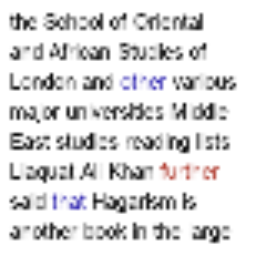 the School of Oriental
and African Studies of
London and other various
major universities Middle
East studies reading lists
Liaquat Ali Khan further
said that Hagarism is
another book in the large